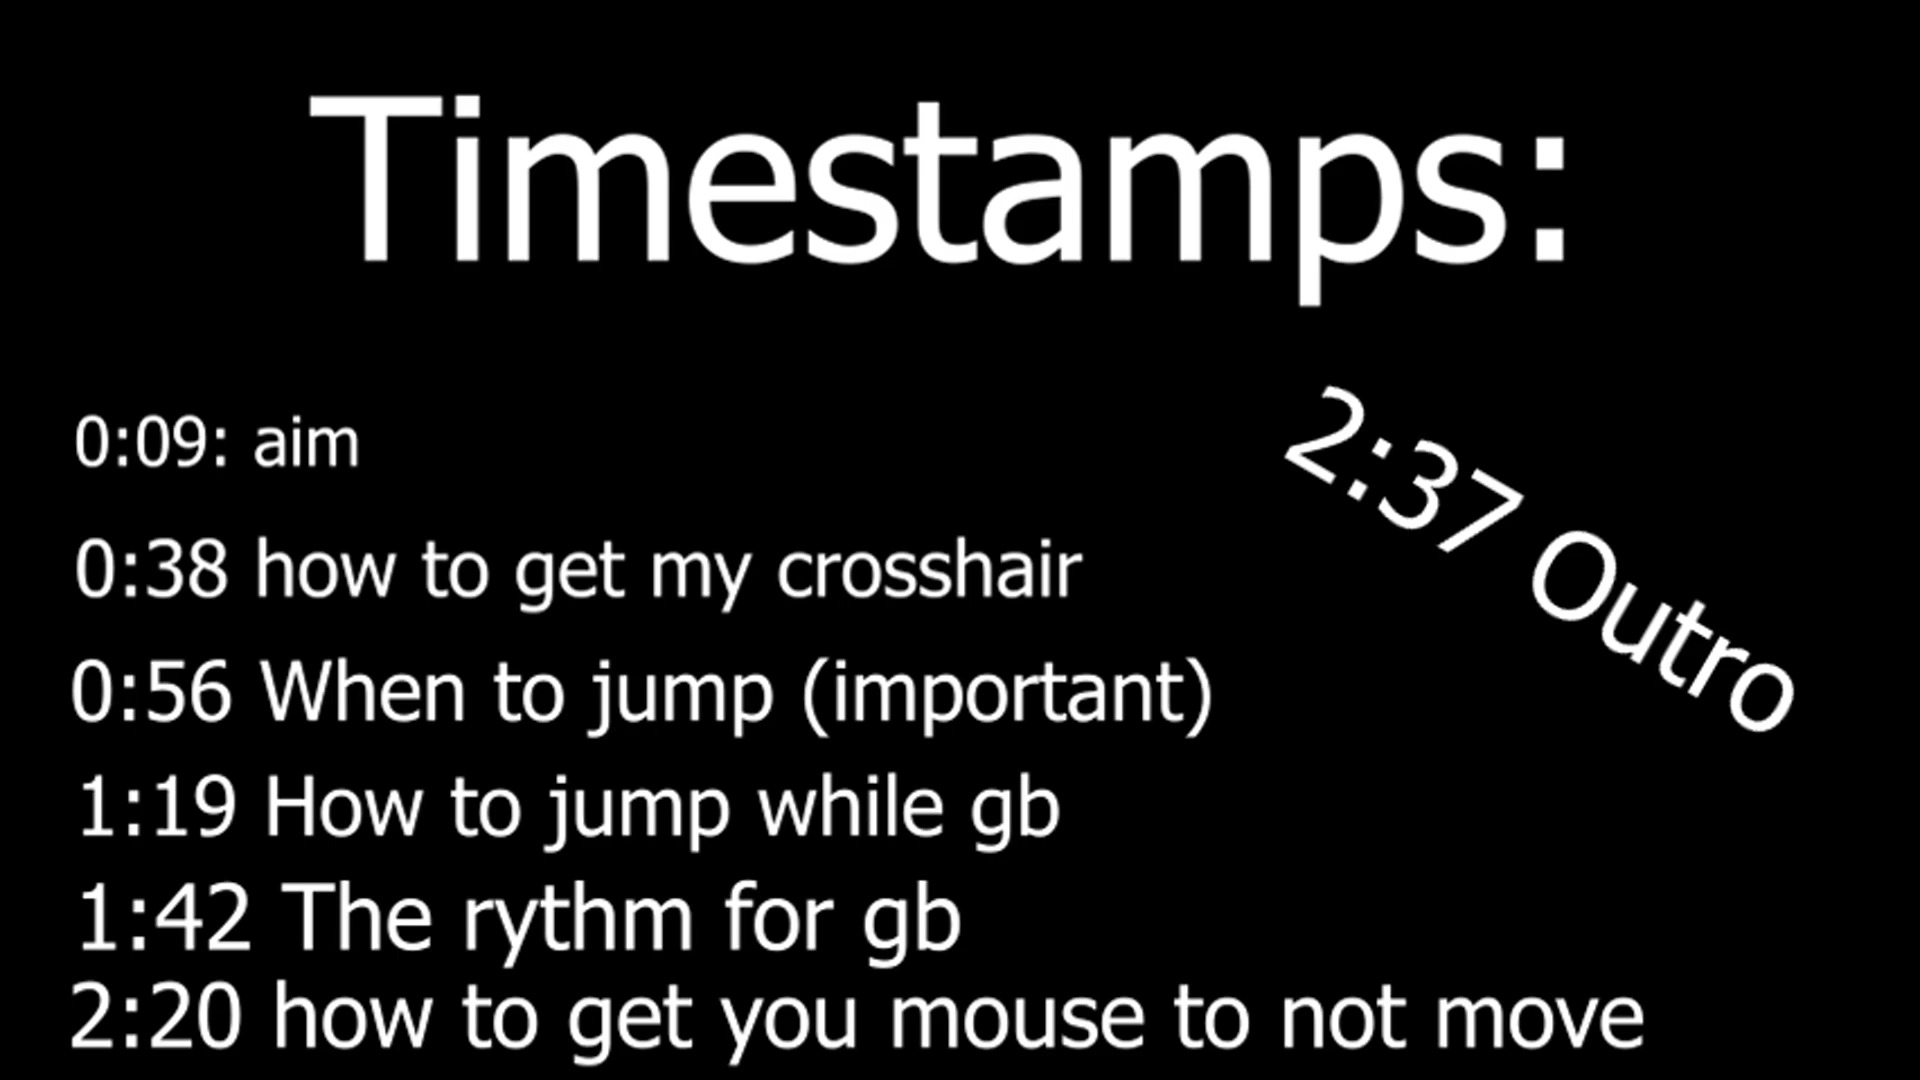 Timestamps:
0:09: aim
0:38 how to get my crosshair
0:56 When to jump (important)
1:19 How to jump while gb
1:42 The rythm for gb
2:20 how to get you mouse to not move
2:37 Outro